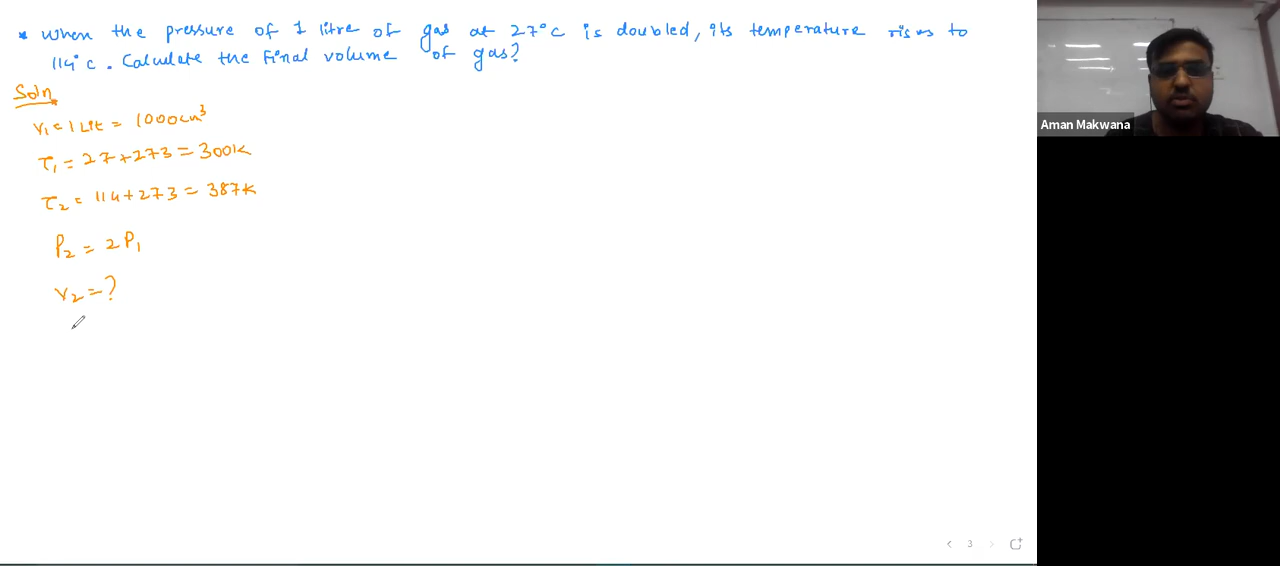 * When the pressure of 1 litre of gas at 27°C is doubled, its temperature rises to
114°C. Calculate the Final volume of gas?
Soln
V₁ = 1 Lit = 1000cm³
T₁ = 27+273 = 300K
T₂ = 114+273 = 387K
P₂ = 2P₁
V₂ = ?
Aman Makwana
3